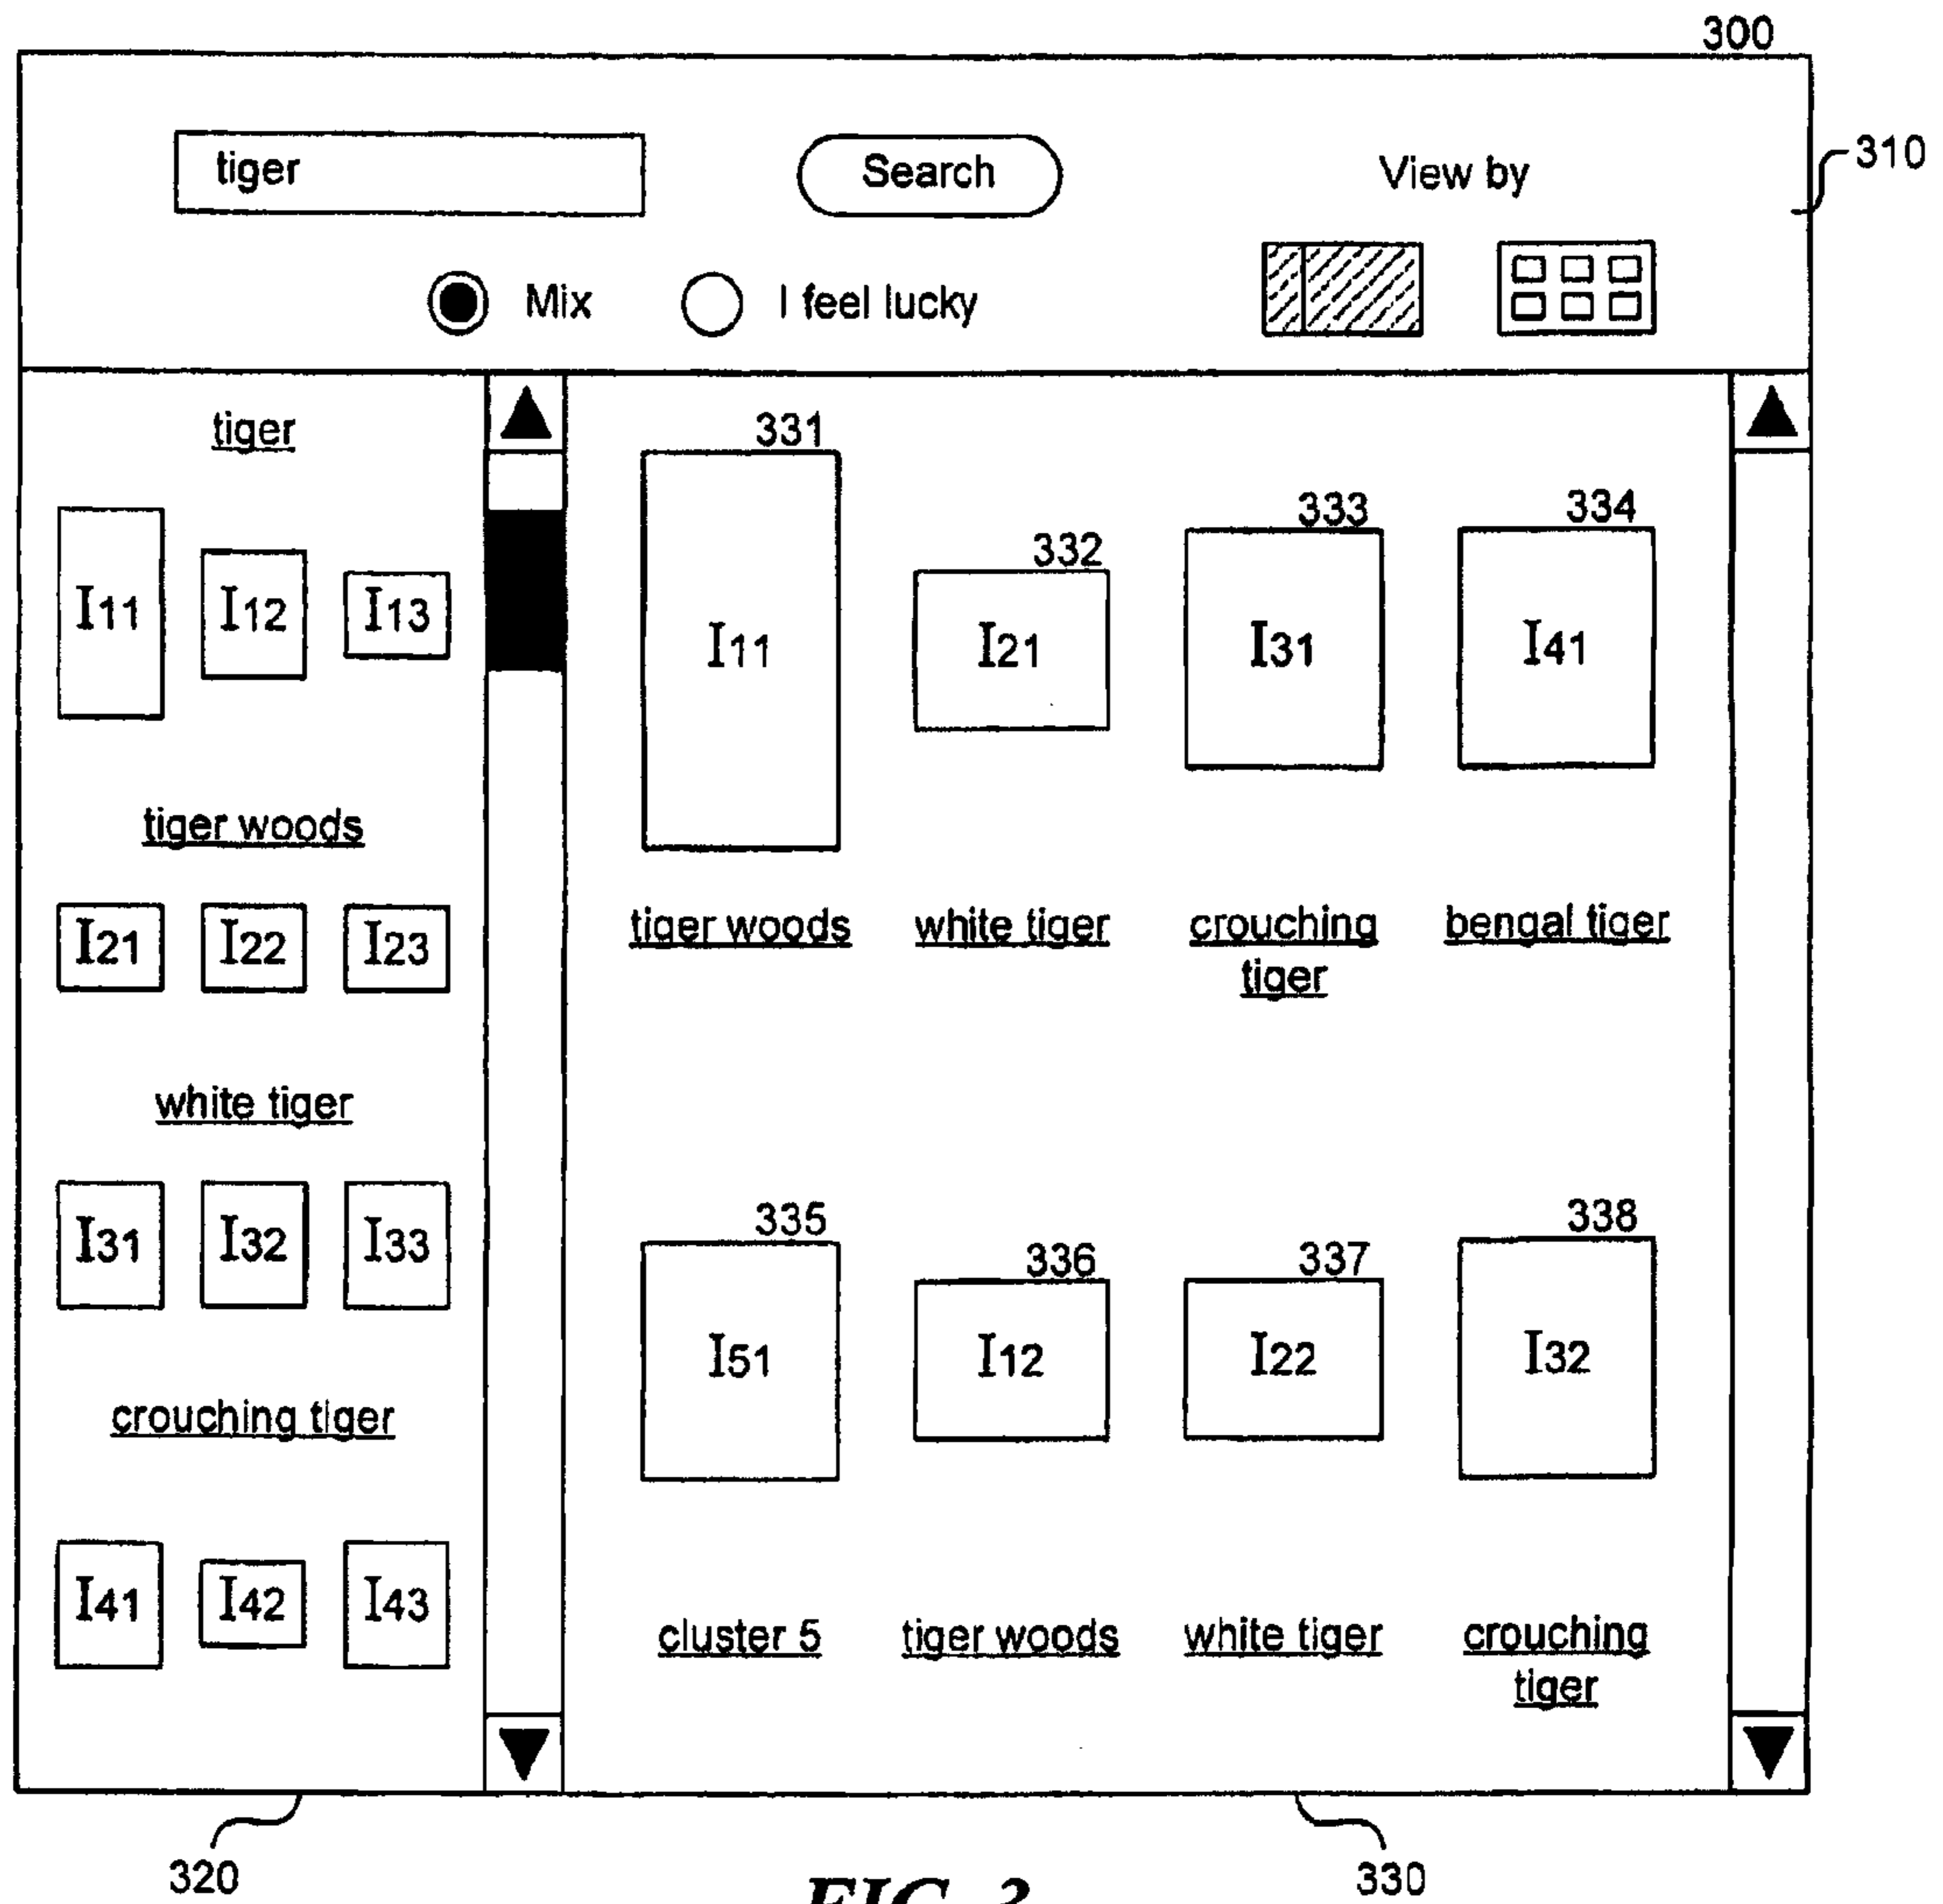 300
310
tiger
Search
View by
Mix
I feel lucky
tiger
I11
I12
I13
tiger woods
I21
I22
I23
white tiger
I31
I32
I33
crouching tiger
I41
I42
I43
331
332
333
334
I11
I21
I31
I41
tiger woods
white tiger
crouching
tiger
bengal tiger
335
336
337
338
I51
I12
I22
I32
cluster 5
tiger woods
white tiger
crouching
tiger
320
330
FIG. 3